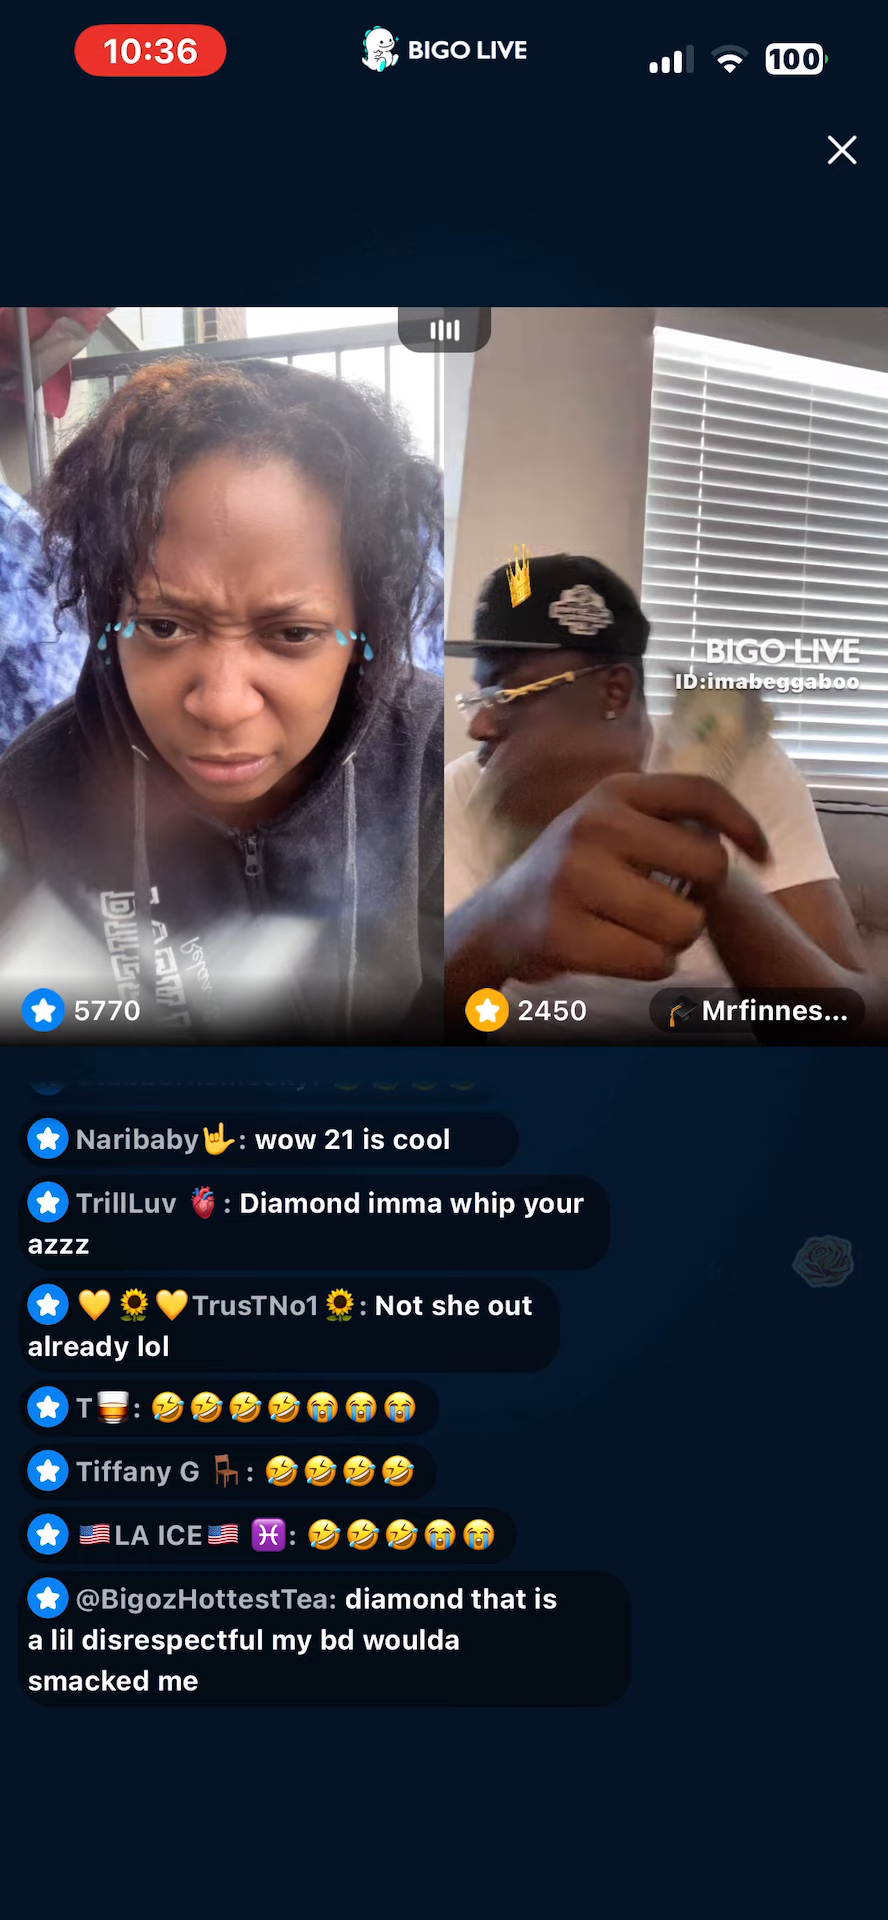 10:36
BIGO LIVE
100
BIGO LIVE
ID:imabeggaboo
5770
2450
Mrfinnes...
Naribaby🤟: wow 21 is cool
TrillLuv 🫀: Diamond imma whip your
azzz
💛🌻💛TrusTNo1🌻: Not she out
already lol
T🥃: 🤣🤣🤣🤣😭😭😭
Tiffany G 🪑: 🤣🤣🤣🤣
🇺🇸LA ICE🇺🇸 ♓: 🤣🤣🤣😭😭
@BigozHottestTea: diamond that is
a lil disrespectful my bd woulda
smacked me